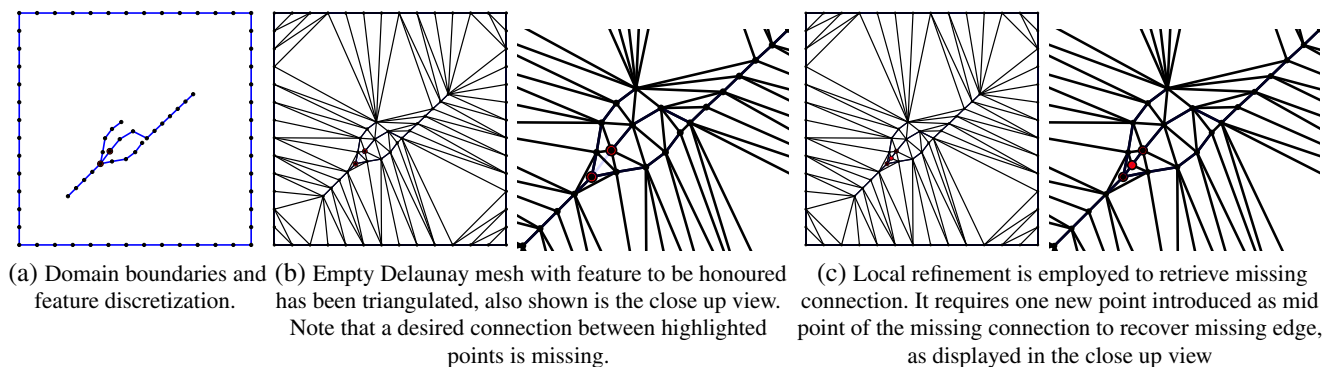 (a) Domain boundaries and
feature discretization.
(b) Empty Delaunay mesh with feature to be honoured
has been triangulated, also shown is the close up view.
Note that a desired connection between highlighted
points is missing.
(c) Local refinement is employed to retrieve missing
connection. It requires one new point introduced as mid
point of the missing connection to recover missing edge,
as displayed in the close up view